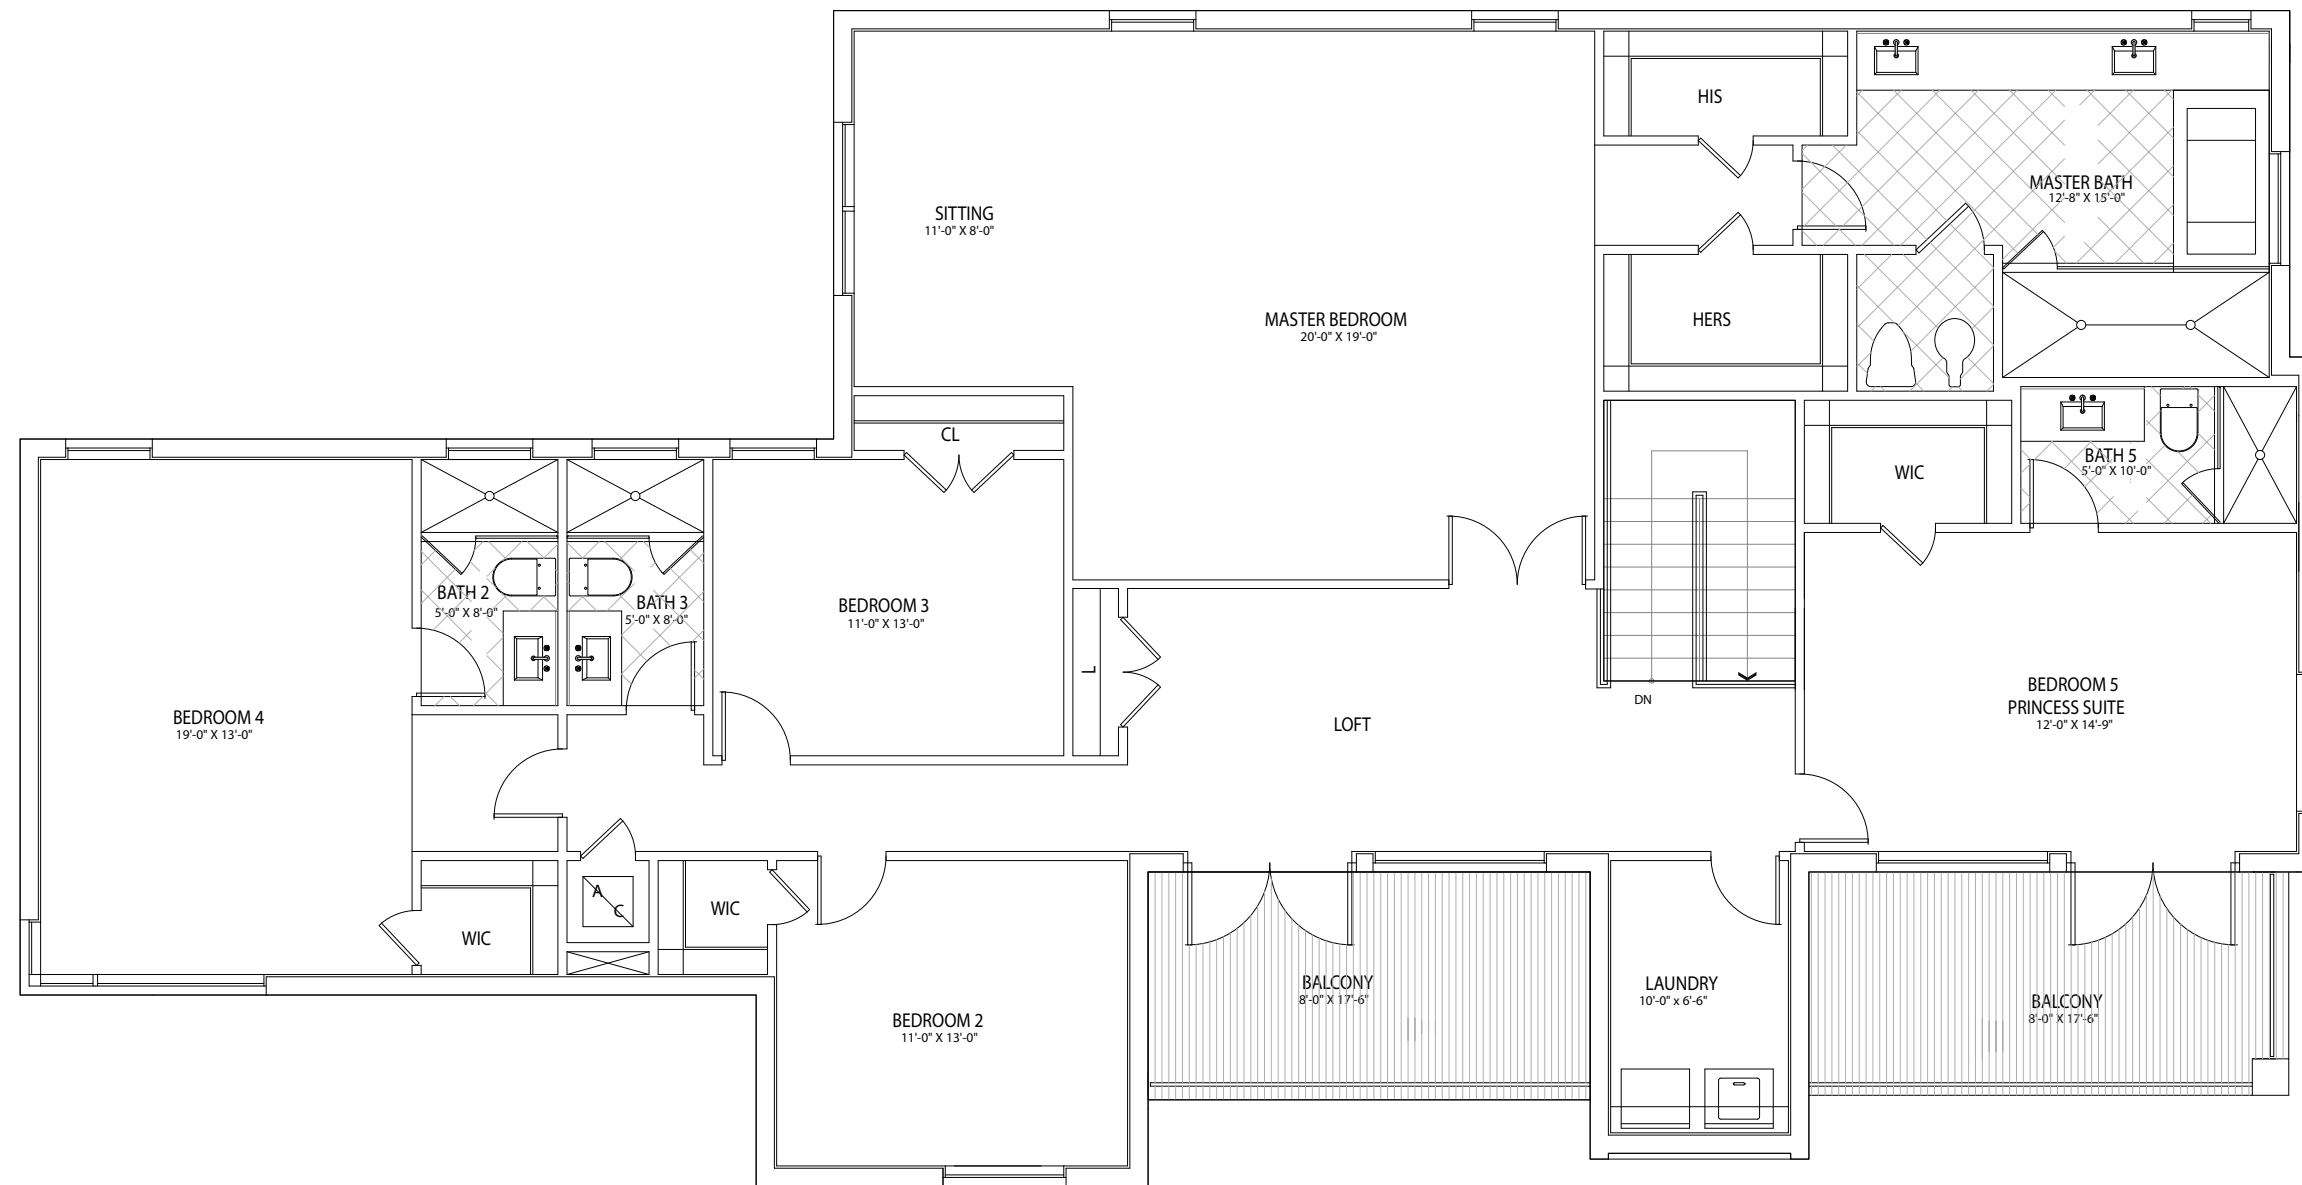 HIS
MASTER BATH
12'-8" X 15'-0"
SITTING
11'-0" X 8'-0"
MASTER BEDROOM
20'-0" X 19'-0"
HERS
CL
WIC
BATH 5
5'-0" X 10'-0"
BATH 2
5'-0" X 8'-0"
BATH 3
5'-0" X 8'-0"
BEDROOM 3
11'-0" X 13'-0"
L
BEDROOM 4
19'-0" X 13'-0"
LOFT
DN
BEDROOM 5
PRINCESS SUITE
12'-0" X 14'-9"
A
C
WIC
WIC
BEDROOM 2
11'-0" X 13'-0"
BALCONY
8'-0" X 17'-6"
LAUNDRY
10'-0" x 6'-6"
BALCONY
8'-0" X 17'-6"